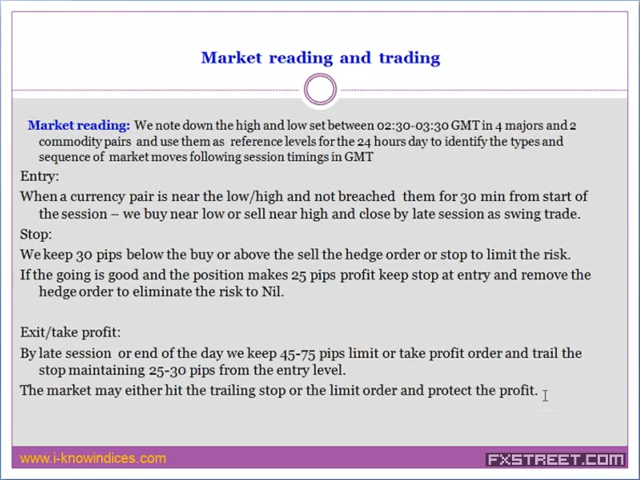 Market reading and trading
Market reading: We note down the high and low set between 02:30-03:30 GMT in 4 majors and 2
commodity pairs and use them as reference levels for the 24 hours day to identify the types and
sequence of market moves following session timings in GMT
Entry:
When a currency pair is near the low/high and not breached them for 30 min from start of
the session – we buy near low or sell near high and close by late session as swing trade.
Stop:
We keep 30 pips below the buy or above the sell the hedge order or stop to limit the risk.
If the going is good and the position makes 25 pips profit keep stop at entry and remove the
hedge order to eliminate the risk to Nil.
Exit/take profit:
By late session or end of the day we keep 45-75 pips limit or take profit order and trail the
stop maintaining 25-30 pips from the entry level.
The market may either hit the trailing stop or the limit order and protect the profit.
www.i-knowindices.com
FXSTREET.COM